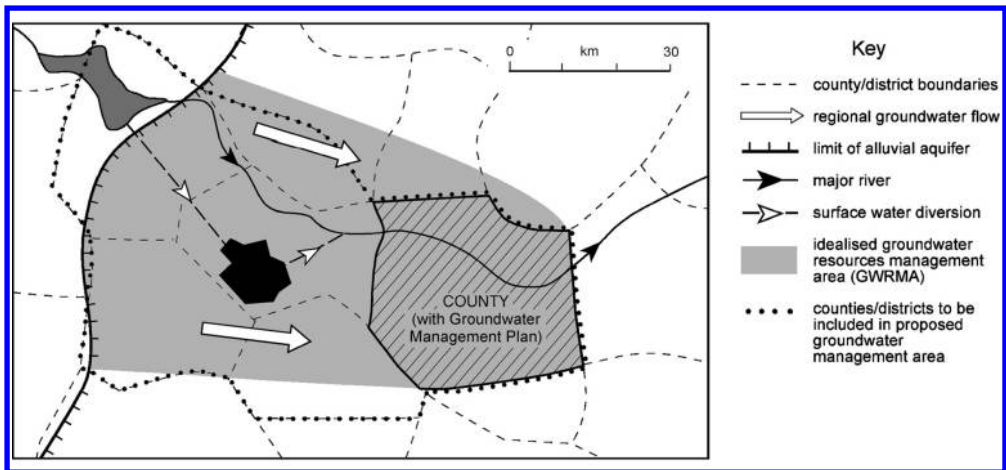 0 30
km
COUNTY
(with Groundwater
Management Plan)
Key
county/district boundaries
regional groundwater flow
limit of alluvial aquifer
major river
surface water diversion
idealised groundwater
resources management
area (GWRMA)
counties/districts to be
included in proposed
groundwater
management area